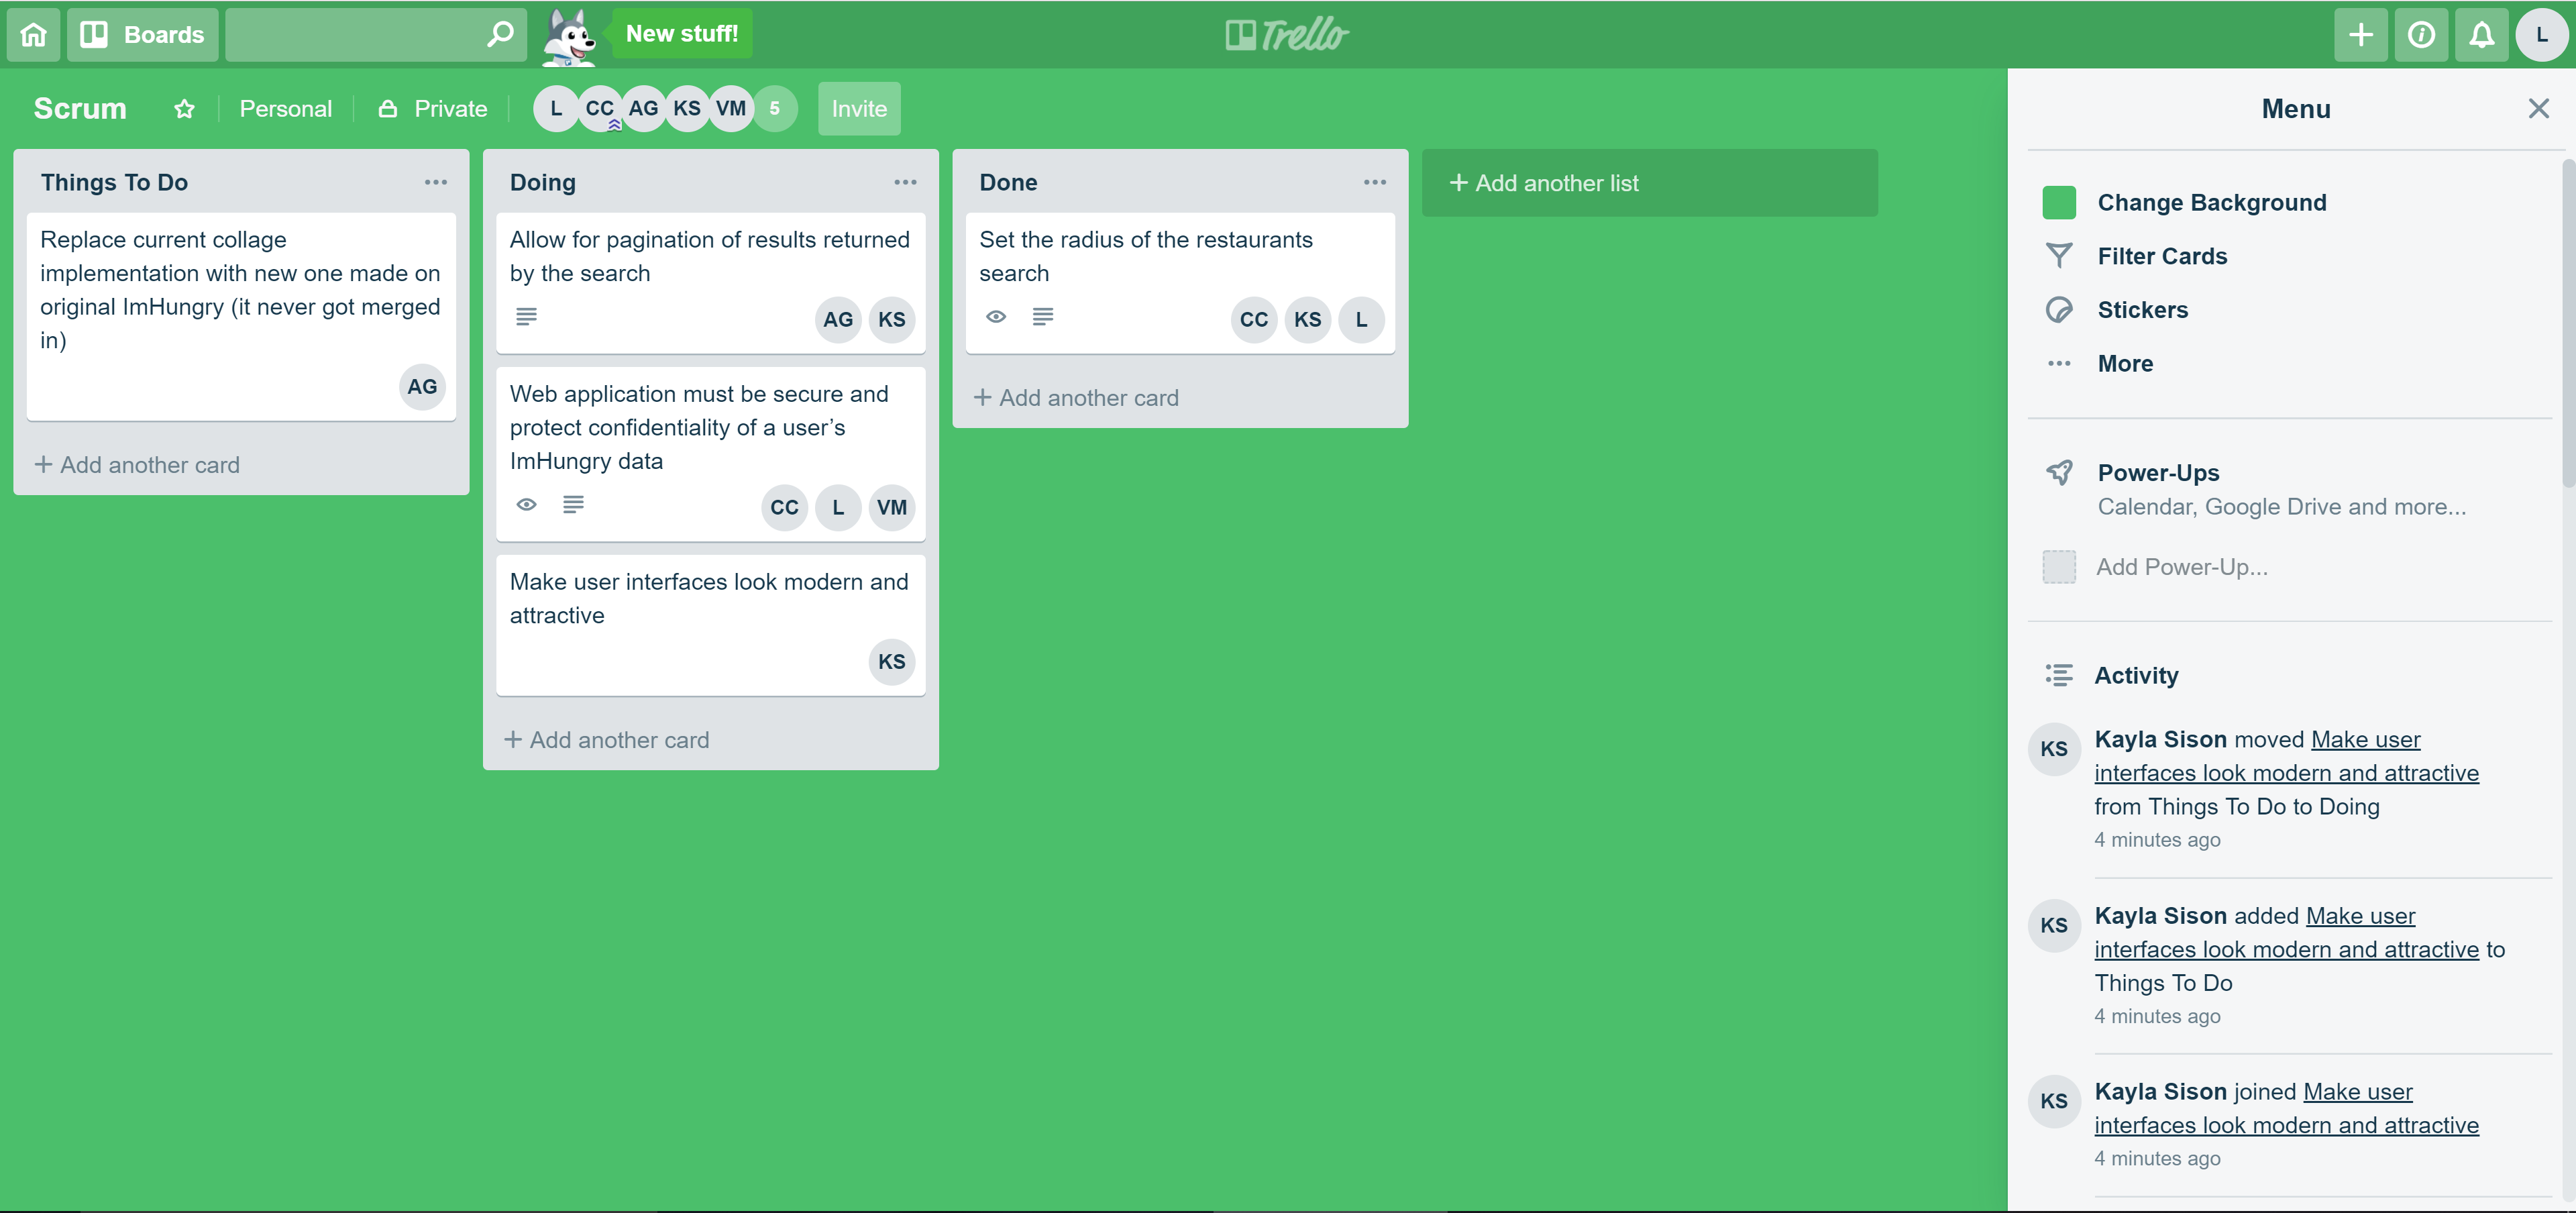 Boards
New stuff!
Trello
L
Scrum
Personal
Private
L CC AG KS VM 5
Invite
Things To Do
Replace current collage
implementation with new one made on
original ImHungry (it never got merged
in)
AG
+ Add another card
Doing
Allow for pagination of results returned
by the search
AG KS
Web application must be secure and
protect confidentiality of a user’s
ImHungry data
CC L VM
Make user interfaces look modern and
attractive
KS
+ Add another card
Done
Set the radius of the restaurants
search
CC KS L
+ Add another card
+ Add another list
Menu
Change Background
Filter Cards
Stickers
More
Power-Ups
Calendar, Google Drive and more...
Add Power-Up...
Activity
KS
Kayla Sison moved Make user
interfaces look modern and attractive
from Things To Do to Doing
4 minutes ago
KS
Kayla Sison added Make user
interfaces look modern and attractive to
Things To Do
4 minutes ago
KS
Kayla Sison joined Make user
interfaces look modern and attractive
4 minutes ago